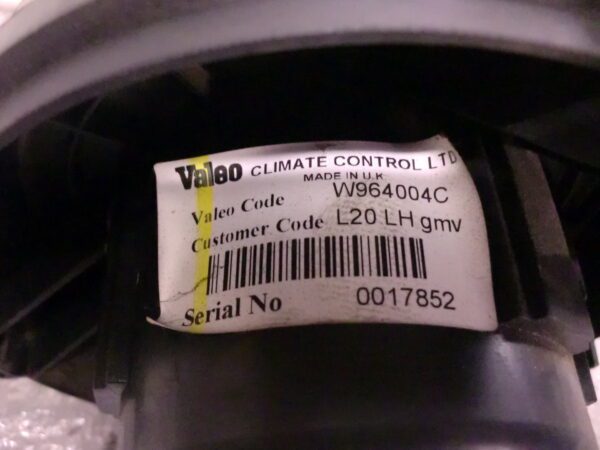 Valeo CLIMATE CONTROL LTD
MADE IN U.K.
Valeo Code W964004C
Customer Code L20 LH gmv
Serial No 0017852